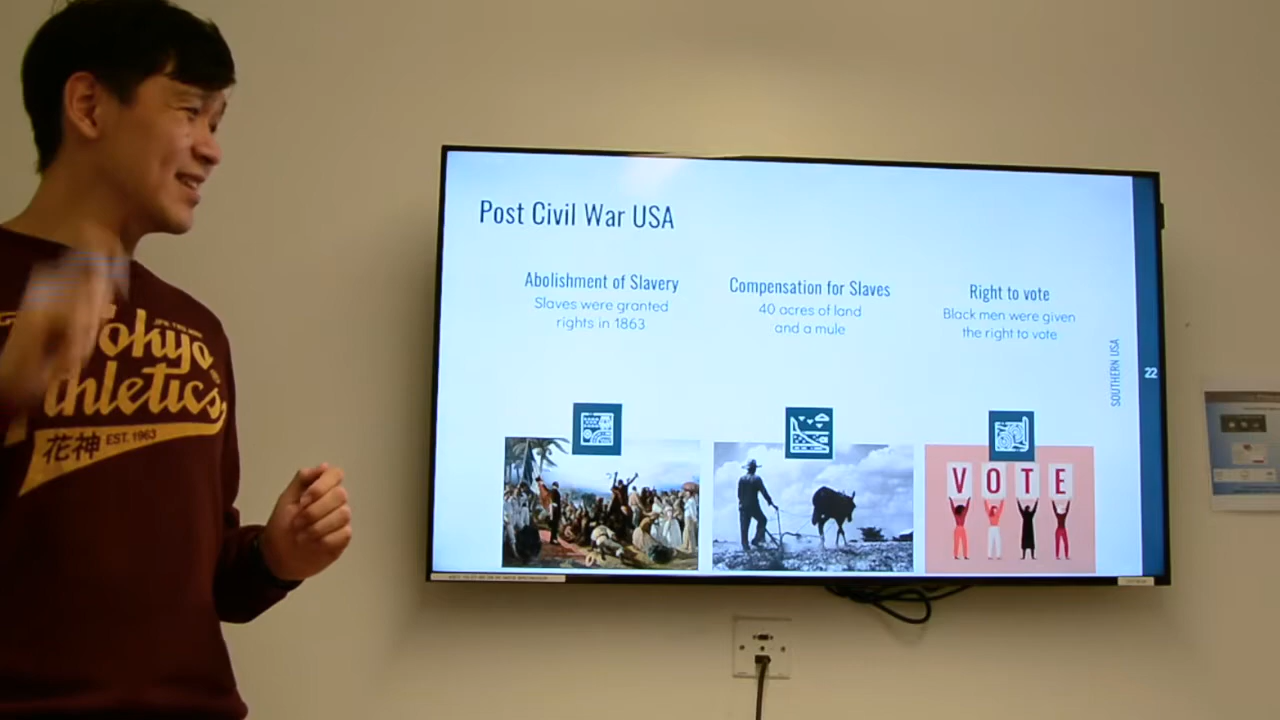 Tokyo
Athletics
花神 EST. 1963
Post Civil War USA
Abolishment of Slavery
Slaves were granted
rights in 1863
Compensation for Slaves
40 acres of land
and a mule
Right to vote
Black men were given
the right to vote
SOUTHERN USA
22
VOTE